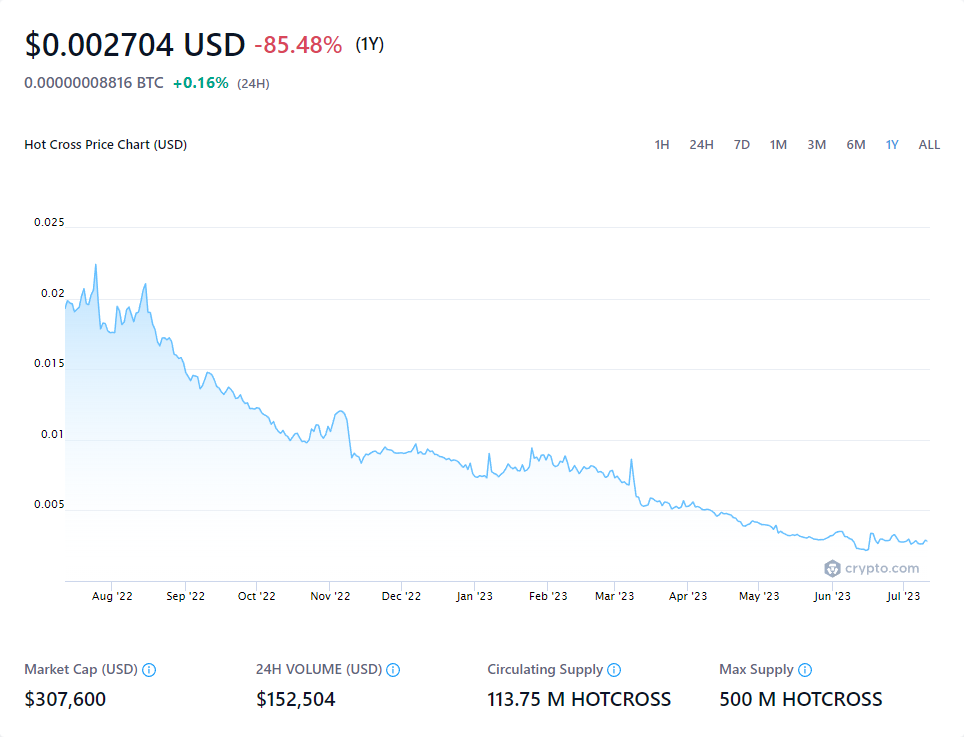 $0.002704 USD -85.48% (1Y)
0.00000008816 BTC +0.16% (24H)
Hot Cross Price Chart (USD) 1H 24H 7D 1M 3M 6M 1Y ALL
0.025
0.02
0.015
0.01
0.005
crypto.com
Aug '22 Sep '22 Oct '22 Nov '22 Dec '22 Jan '23 Feb '23 Mar '23 Apr '23 May '23 Jun '23 Jul '23
Market Cap (USD) 24H VOLUME (USD) Circulating Supply Max Supply
$307,600 $152,504 113.75 M HOTCROSS 500 M HOTCROSS